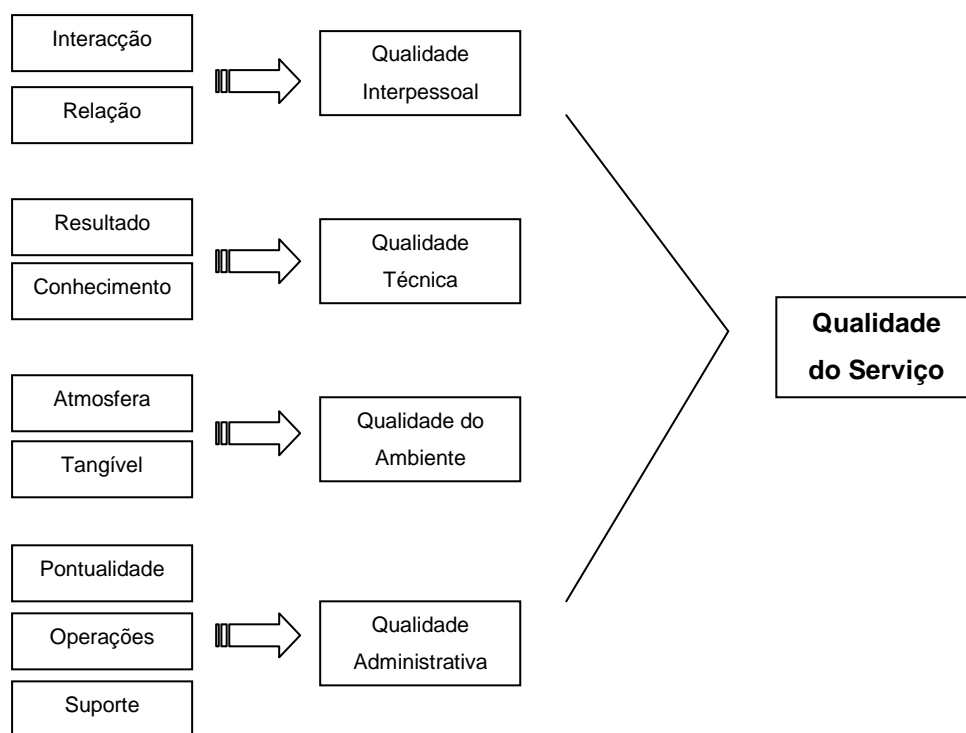 Interacção
Relação
Qualidade
Interpessoal
Resultado
Conhecimento
Qualidade
Técnica
Atmosfera
Tangível
Qualidade do
Ambiente
Pontualidade
Operações
Suporte
Qualidade
Administrativa
Qualidade
do Serviço